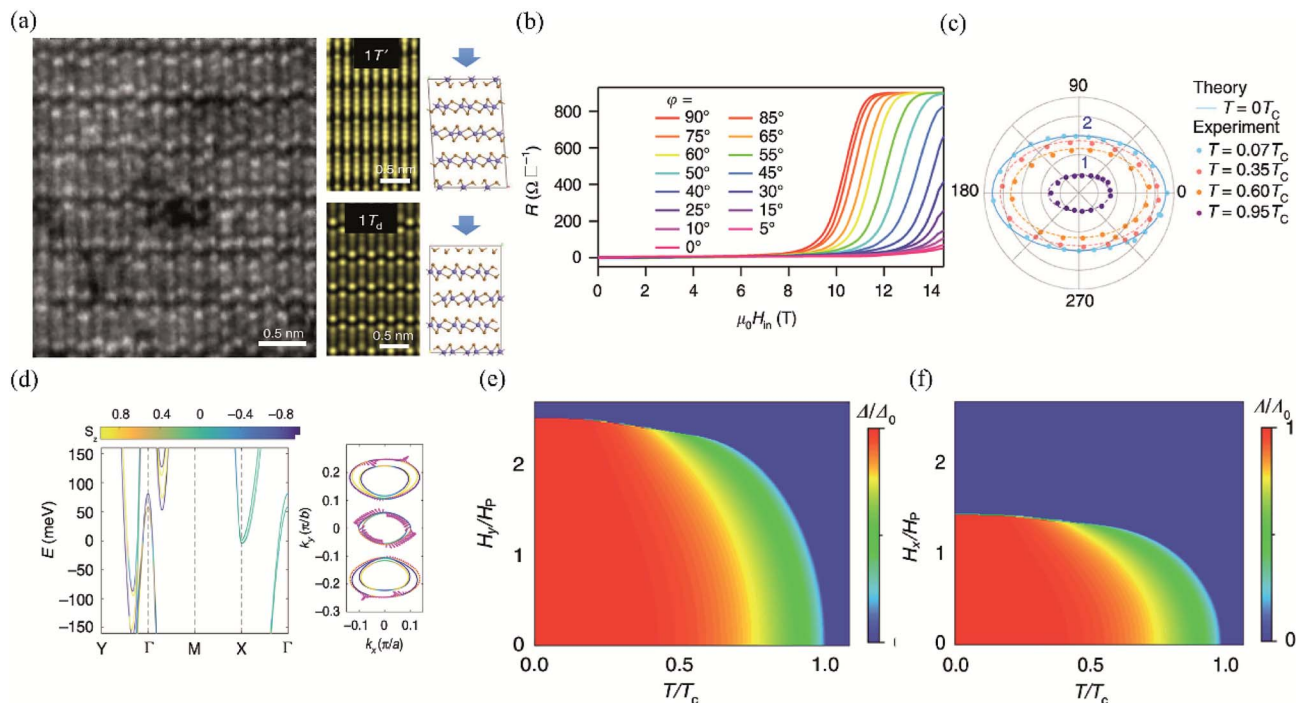 (a)
1T′
0.5 nm
0.5 nm
1Td
0.5 nm
(b)
R (Ω □⁻¹)
800
600
400
200
0
φ =
90° 85°
75° 65°
60° 55°
50° 45°
40° 30°
25° 15°
10° 5°
0°
0 2 4 6 8 10 12 14
μ₀Hin (T)
(c)
90
2
1
180
0
270
Theory
T = 0Tc
Experiment
T = 0.07Tc
T = 0.35Tc
T = 0.60Tc
T = 0.95Tc
(d)
0.8 0.4 0 −0.4 −0.8
Sz
E (meV)
150
100
50
0
−50
−100
−150
Y Γ M X Γ
ky(π/b)
0.3
0.2
0.1
0
−0.1
−0.2
−0.3
−0.1 0 0.1
kx(π/a)
(e)
Hy/HP
2
1
0
0.0 0.5 1.0
T/Tc
Δ/Δ0
(f)
Hx/HP
2
1
0
0.0 0.5 1.0
T/Tc
Δ/Δ0
1
0